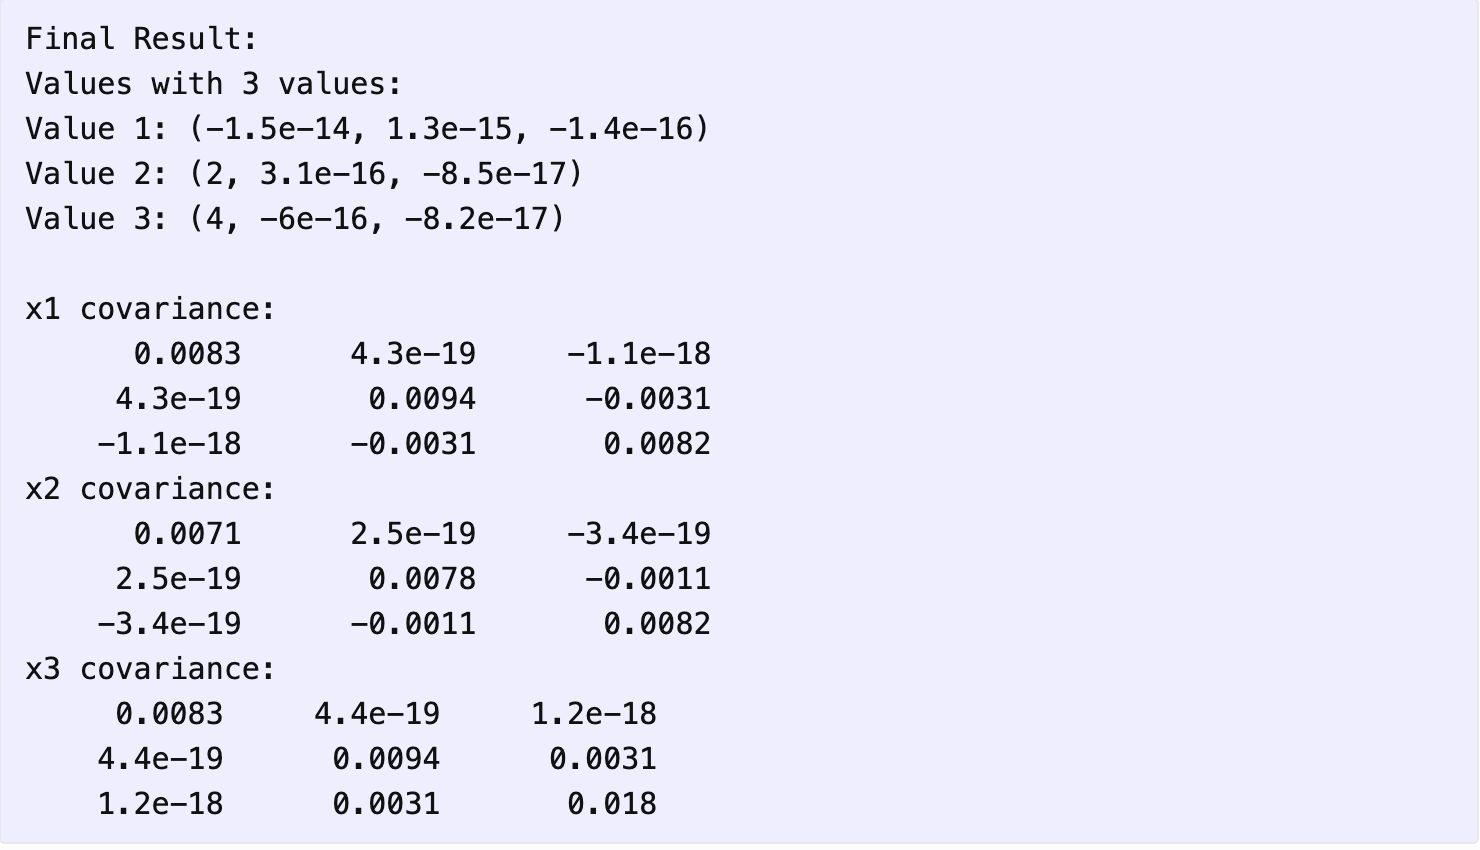 Final Result:
Values with 3 values:
Value 1: (−1.5e−14, 1.3e−15, −1.4e−16)
Value 2: (2, 3.1e−16, −8.5e−17)
Value 3: (4, −6e−16, −8.2e−17)

x1 covariance:
      0.0083      4.3e−19     −1.1e−18
     4.3e−19       0.0094      −0.0031
    −1.1e−18      −0.0031       0.0082
x2 covariance:
      0.0071      2.5e−19     −3.4e−19
     2.5e−19       0.0078      −0.0011
    −3.4e−19      −0.0011       0.0082
x3 covariance:
     0.0083     4.4e−19     1.2e−18
    4.4e−19      0.0094      0.0031
    1.2e−18      0.0031       0.018